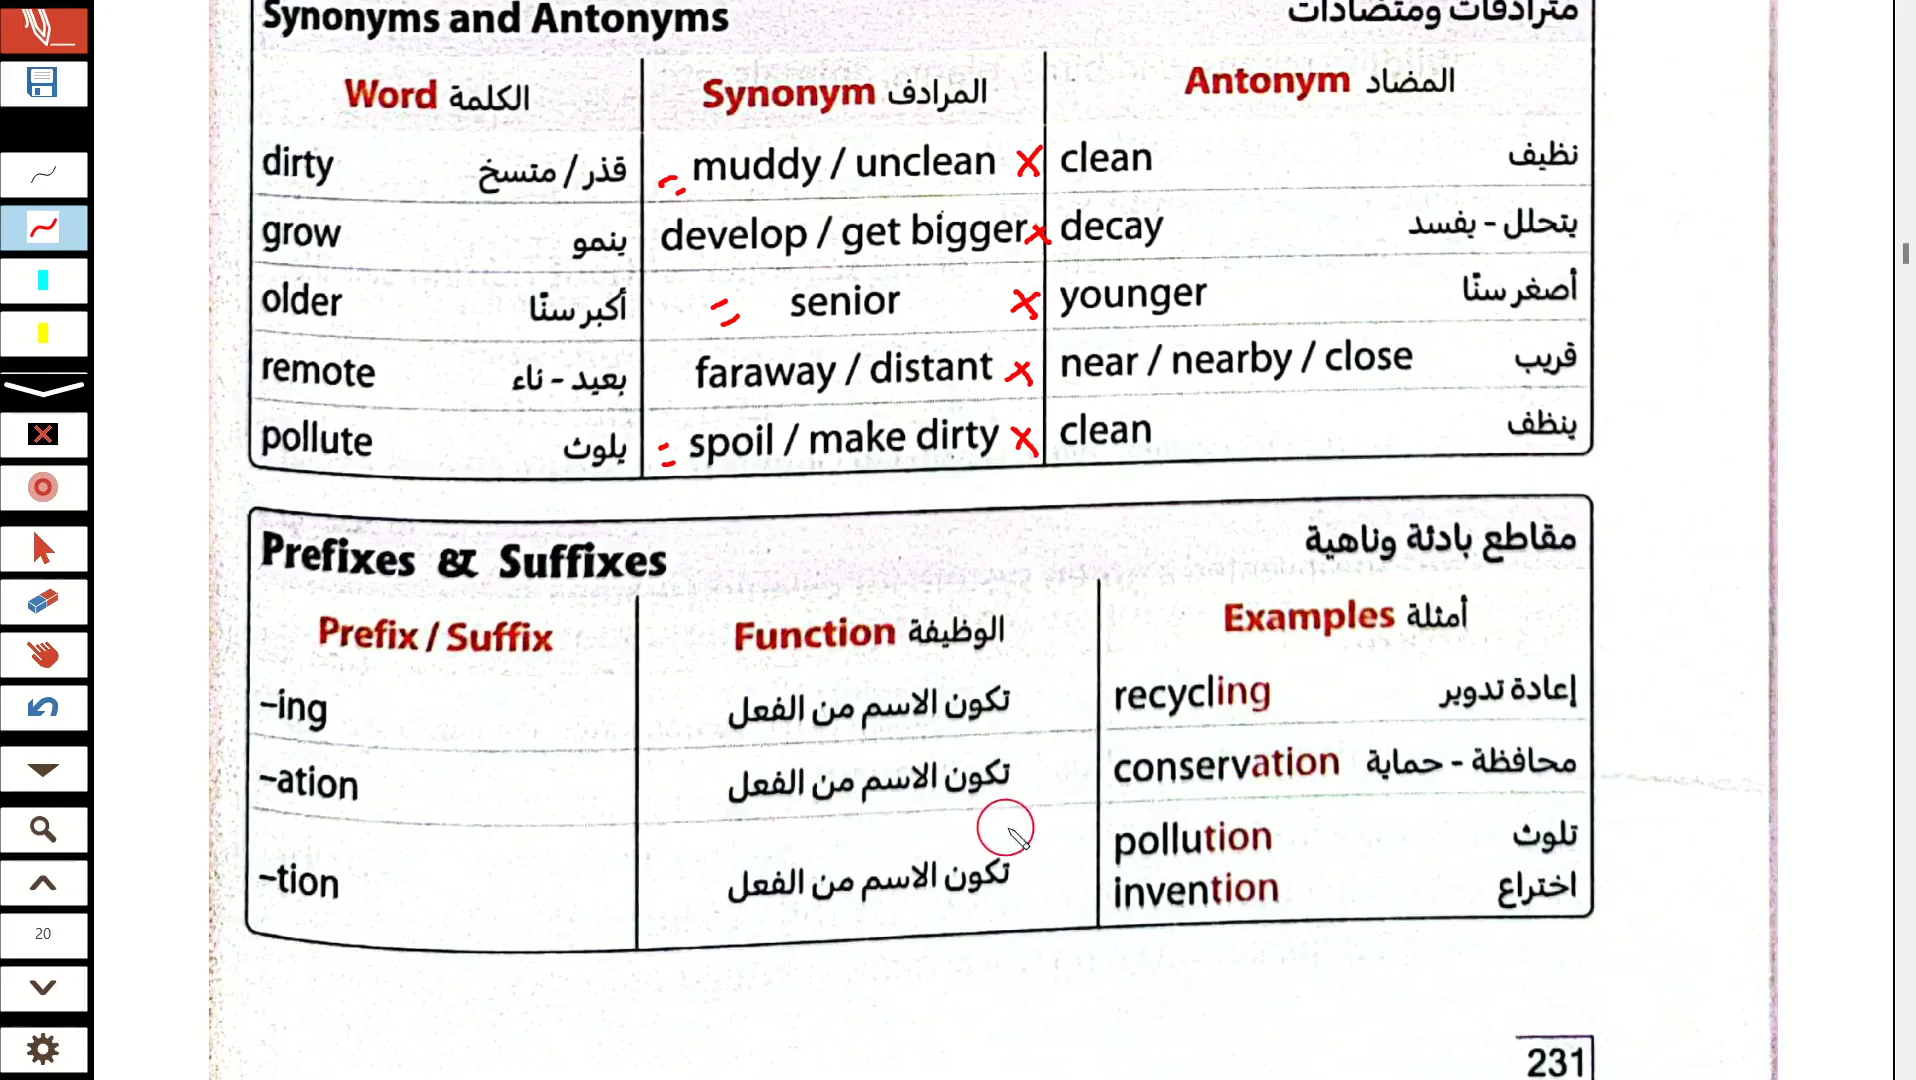 Synonyms and Antonyms مترادفات ومتضادات
Word الكلمة Synonym المرادف Antonym المضاد
dirty قذر / متسخ muddy / unclean clean نظيف
grow ينمو develop / get bigger decay يتحلل - يفسد
older أكبر سنًا senior younger أصغر سنًا
remote بعيد - ناء faraway / distant near / nearby / close قريب
pollute يلوث spoil / make dirty clean ينظف
Prefixes & Suffixes مقاطع بادئة وناهية
Prefix / Suffix Function الوظيفة Examples أمثلة
–ing تكون الاسم من الفعل recycling إعادة تدوير
–ation تكون الاسم من الفعل conservation محافظة - حماية
–tion تكون الاسم من الفعل pollution تلوث
invention اختراع
20
231